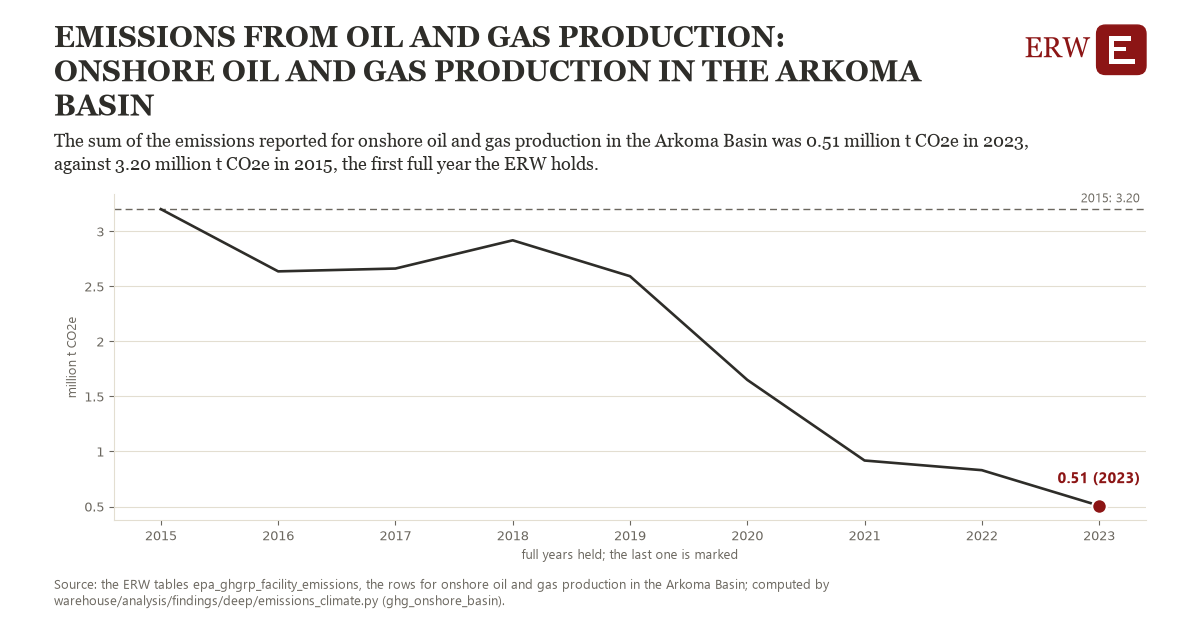 EMISSIONS FROM OIL AND GAS PRODUCTION:
ONSHORE OIL AND GAS PRODUCTION IN THE ARKOMA
BASIN
ERW E
The sum of the emissions reported for onshore oil and gas production in the Arkoma Basin was 0.51 million t CO2e in 2023,
against 3.20 million t CO2e in 2015, the first full year the ERW holds.
2015: 3.20
3
2.5
2
1.5
1
0.5
million t CO2e
0.51 (2023)
2015 2016 2017 2018 2019 2020 2021 2022 2023
full years held; the last one is marked
Source: the ERW tables epa_ghgrp_facility_emissions, the rows for onshore oil and gas production in the Arkoma Basin; computed by
warehouse/analysis/findings/deep/emissions_climate.py (ghg_onshore_basin).